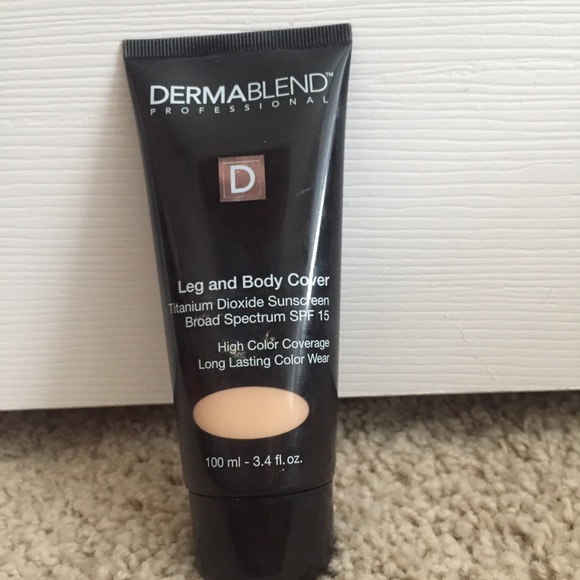 DERMABLEND™
PROFESSIONAL
D
Leg and Body Cover
Titanium Dioxide Sunscreen
Broad Spectrum SPF 15
High Color Coverage
Long Lasting Color Wear
100 ml - 3.4 fl. oz.